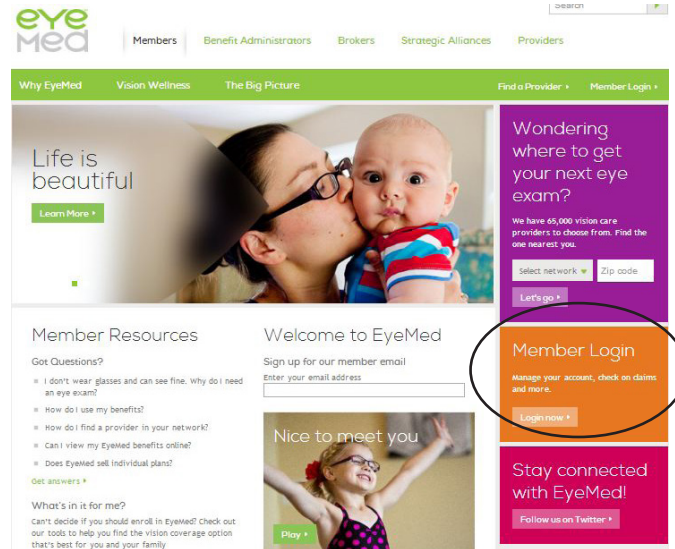 eye
med
Search
Members
Benefit Administrators
Brokers
Strategic Alliances
Providers
Why EyeMed
Vision Wellness
The Big Picture
Find a Provider
Member Login
Life is
beautiful
Learn More
Wondering
where to get
your next eye
exam?
We have 65,000 vision care
providers to choose from. Find the
one nearest you.
Select network
Zip code
Let's go
Member Resources
Got Questions?
I don't wear glasses and can see fine. Why do I need
an eye exam?
How do I use my benefits?
How do I find a provider in your network?
Can I view my EyeMed benefits online?
Does EyeMed sell individual plans?
Get answers
What's in it for me?
Can't decide if you should enroll in EyeMed? Check out
our tools to help you find the vision coverage option
that's best for you and your family
Welcome to EyeMed
Sign up for our member email
Enter your email address
Nice to meet you
Play
Member Login
Manage your account, check on claims
and more.
Login now
Stay connected
with EyeMed!
Follow us on Twitter